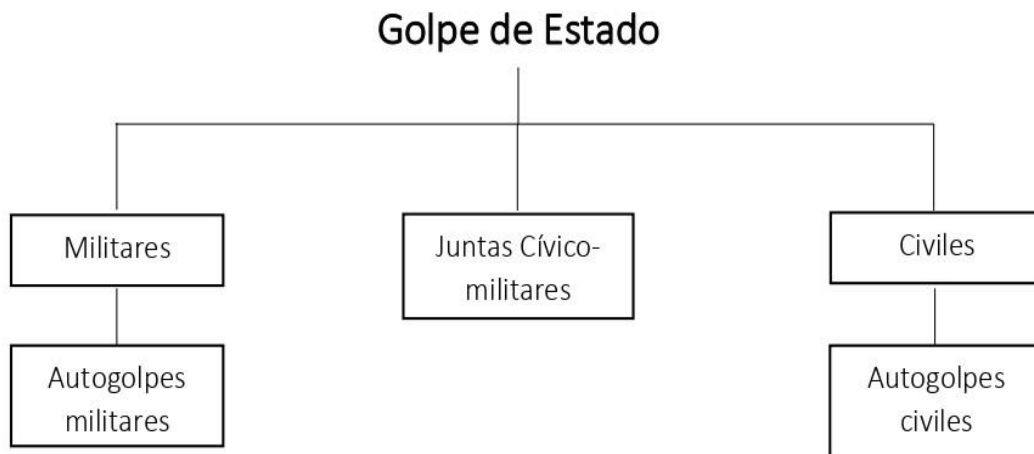 Golpe de Estado
Militares
Juntas Cívico-
militares
Civiles
Autogolpes
militares
Autogolpes
civiles